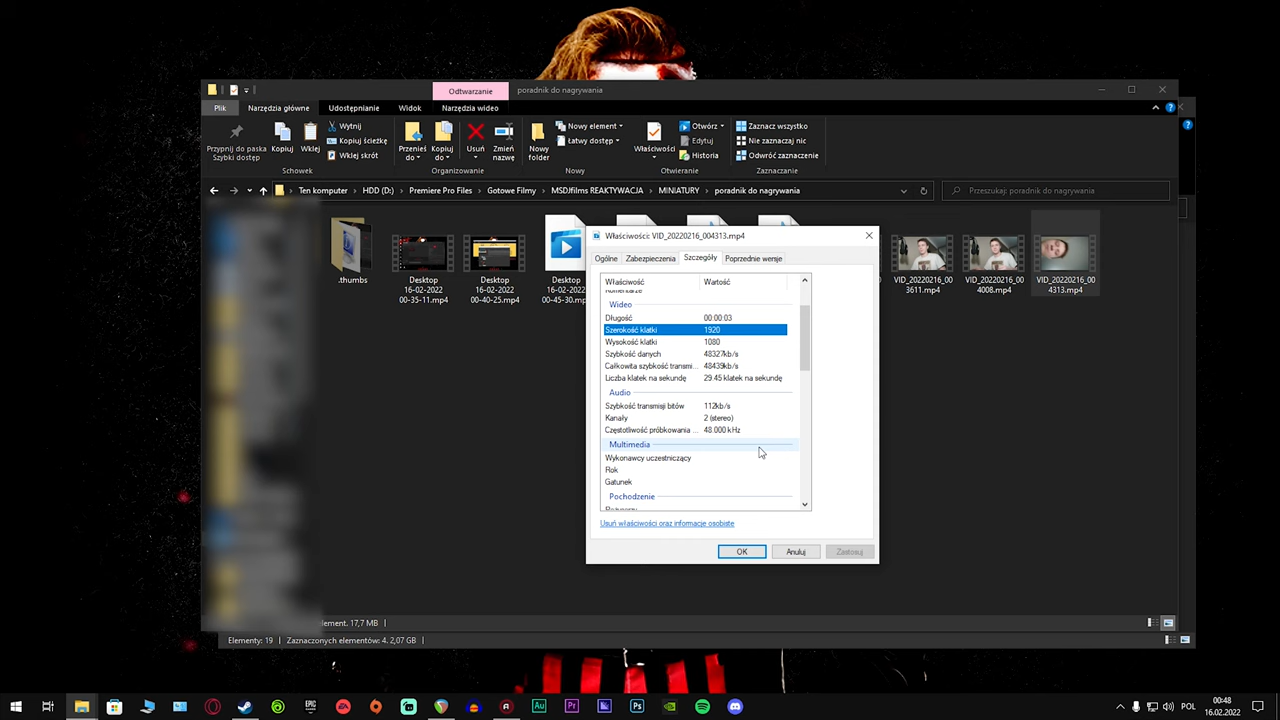 Odtwarzanie
poradnik do nagrywania
Plik
Narzędzia główne
Udostępnianie
Widok
Narzędzia wideo
Przypnij do paska
Szybki dostęp
Kopiuj
Wklej
Wytnij
Kopiuj ścieżkę
Wklej skrót
Schowek
Przenieś
do
Kopiuj
do
Usuń
Zmień
nazwę
Organizowanie
Nowy
folder
Nowy element
Łatwy dostęp
Nowy
Właściwości
Otwórz
Edytuj
Historia
Otwieranie
Zaznacz wszystko
Nie zaznaczaj nic
Odwróć zaznaczenie
Zaznaczanie
Ten komputer > HDD (D:) > Premiere Pro Files > Gotowe Filmy > MSDJfilms REAKTYWACJA > MINIATURY > poradnik do nagrywania
Przeszukaj: poradnik do nagrywania
.thumbs
Desktop
16-02-2022
00-35-11.mp4
Desktop
16-02-2022
00-40-25.mp4
Desktop
16-02-2022
00-45-30.mp
VID_20220216_00
3611.mp4
VID_20220216_00
4008.mp4
VID_20220216_00
4313.mp4
Właściwości: VID_20220216_004313.mp4
Ogólne
Zabezpieczenia
Szczegóły
Poprzednie wersje
Właściwość Wartość
Komentarze
Wideo
Długość 00:00:03
Szerokość klatki 1920
Wysokość klatki 1080
Szybkość danych 48327kb/s
Całkowita szybkość transmi... 48439kb/s
Liczba klatek na sekundę 29.45 klatek na sekundę
Audio
Szybkość transmisji bitów 112kb/s
Kanały 2 (stereo)
Częstotliwość próbkowania ... 48.000 kHz
Multimedia
Wykonawcy uczestniczący
Rok
Gatunek
Pochodzenie
Reżyserzy
Usuń właściwości oraz informacje osobiste
OK
Anuluj
Zastosuj
element. 17,7 MB
Elementy: 19
Zaznaczonych elementów: 4. 2,07 GB
EPIC
EA
Au
Pr
Ps
POL
00:48
16.02.2022